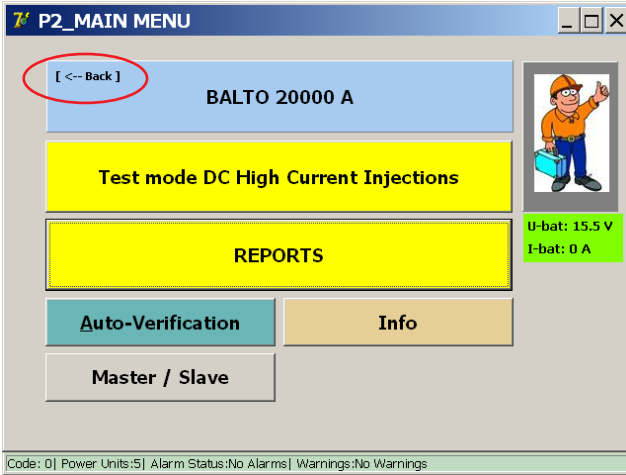 P2_MAIN MENU
[ <-- Back ]
BALTO 20000 A
Test mode DC High Current Injections
REPORTS
U-bat: 15.5 V
I-bat: 0 A
Auto-Verification
Info
Master / Slave
Code: 0| Power Units:5| Alarm Status:No Alarms| Warnings:No Warnings